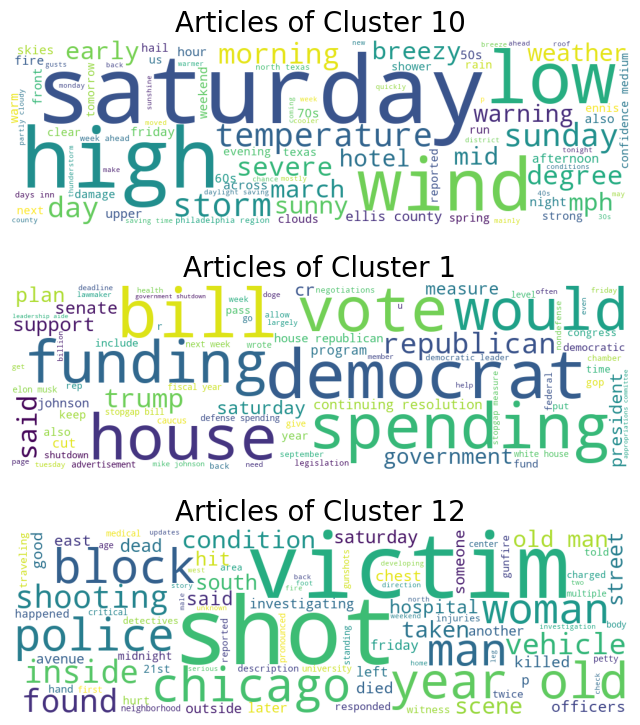 Articles of Cluster 10
skies early hail us morning breezy 50s weather
fire hour shower rain
gusts back new breeze ahead roof
front tomorrow saturday low
warm weekend north texas quickly
partly cloudy sunshine warmer week cooler
monday moved warning ennis also
clear friday temperature run sunday
high week ahead evening texas hotel mid district tonight
thunderstorm 70s severe reported wind afternoon conditions
make 60s chance mostly degree confidence medium
days inn damage across march daylight saving 40s
next day upper storm sunny night mph may
county saving time philadelphia region clouds ellis county spring strong mainly 30s
Articles of Cluster 1
deadline health week cr negotiations level often friday
plan lawmaker government shutdown doge measure
senate bill pass go allow vote would
leadership aide support r largely u even nondefense
include next week wrote house republican republican congress
funding program democratic leader democratic chamber
get billion rep fiscal year member democrat time
elon musk trump stopgap bill help gop
johnson saturday continuing resolution put
said keep caucus defense spending give stopgap measure federal president
also house year spending
cut shutdown september white house government
page tuesday advertisement mike johnson back need legislation fund appropriations committee
Articles of Cluster 12
medical updates condition saturday center told
traveling good east age dead hit victim someone gunfire old man
block west area gunshots developing charged street
shooting south story fire back foot chest direction two multiple
happened critical said investigating hospital woman body
police detectives male unknown shot north injuries investigation
avenue reported pronounced friday weekend taken another vehicle
midnight 21st standing man
inside serious description university left home leg killed petty
hand first chicago died p year old check
found hurt outside later witness twice scene
neighborhood responded officers